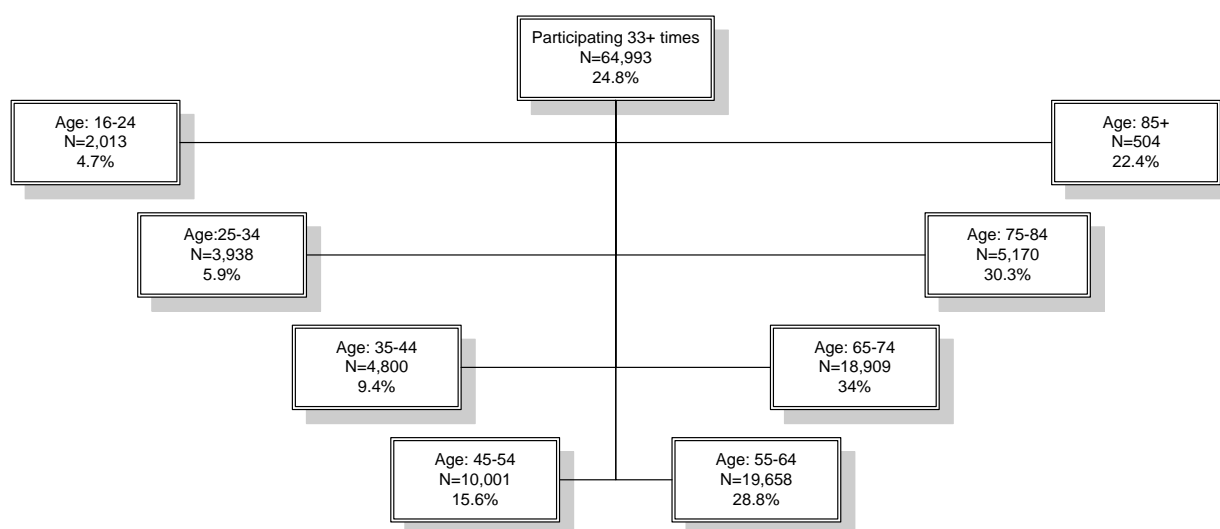 Participating 33+ times
N=64,993
24.8%
Age: 16-24
N=2,013
4.7%
Age: 85+
N=504
22.4%
Age:25-34
N=3,938
5.9%
Age: 75-84
N=5,170
30.3%
Age: 35-44
N=4,800
9.4%
Age: 65-74
N=18,909
34%
Age: 45-54
N=10,001
15.6%
Age: 55-64
N=19,658
28.8%